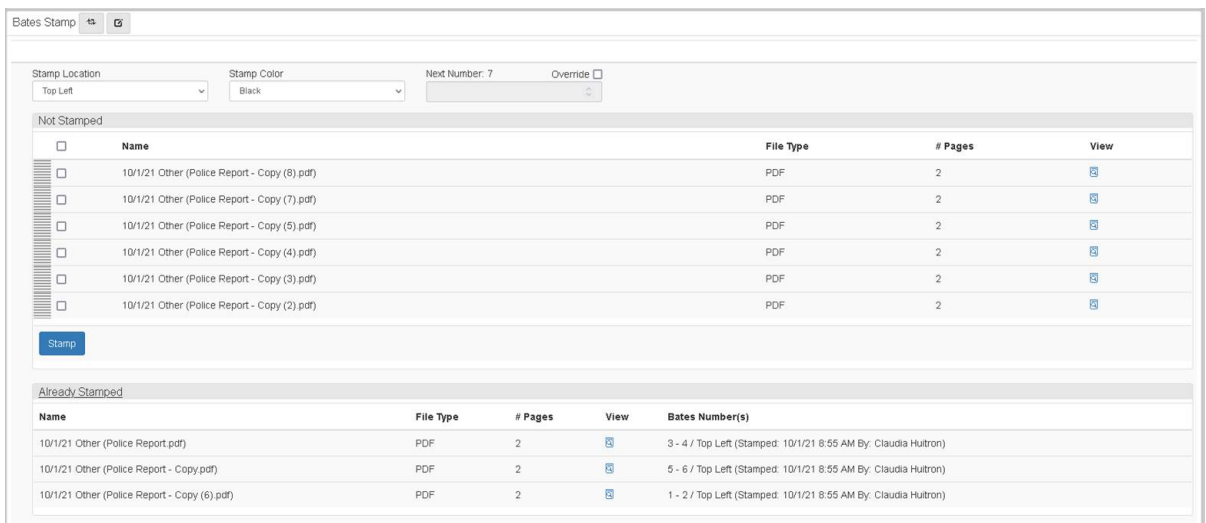 Bates Stamp
Stamp Location Stamp Color Next Number: 7 Override
Top Left Black
Not Stamped
Name File Type # Pages View
10/1/21 Other (Police Report - Copy (8).pdf) PDF 2
10/1/21 Other (Police Report - Copy (7).pdf) PDF 2
10/1/21 Other (Police Report - Copy (5).pdf) PDF 2
10/1/21 Other (Police Report - Copy (4).pdf) PDF 2
10/1/21 Other (Police Report - Copy (3).pdf) PDF 2
10/1/21 Other (Police Report - Copy (2).pdf) PDF 2
Stamp
Already Stamped
Name File Type # Pages View Bates Number(s)
10/1/21 Other (Police Report.pdf) PDF 2 3 - 4 / Top Left (Stamped: 10/1/21 8:55 AM By: Claudia Huitron)
10/1/21 Other (Police Report - Copy.pdf) PDF 2 5 - 6 / Top Left (Stamped: 10/1/21 8:55 AM By: Claudia Huitron)
10/1/21 Other (Police Report - Copy (6).pdf) PDF 2 1 - 2 / Top Left (Stamped: 10/1/21 8:55 AM By: Claudia Huitron)